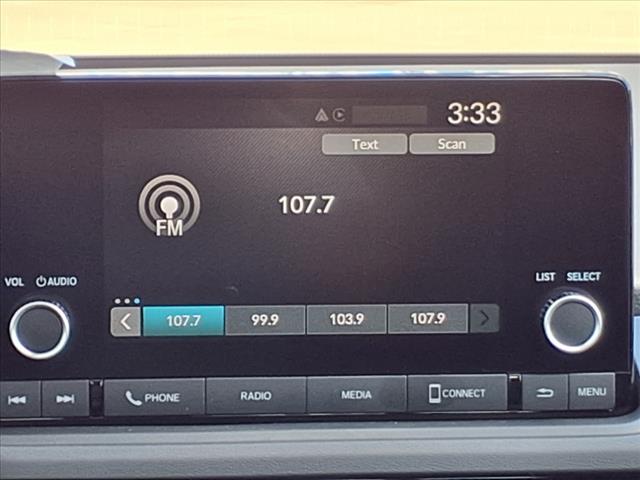 3:33
Text Scan
107.7
FM
VOL AUDIO
LIST SELECT
107.7 99.9 103.9 107.9
PHONE RADIO MEDIA CONNECT MENU